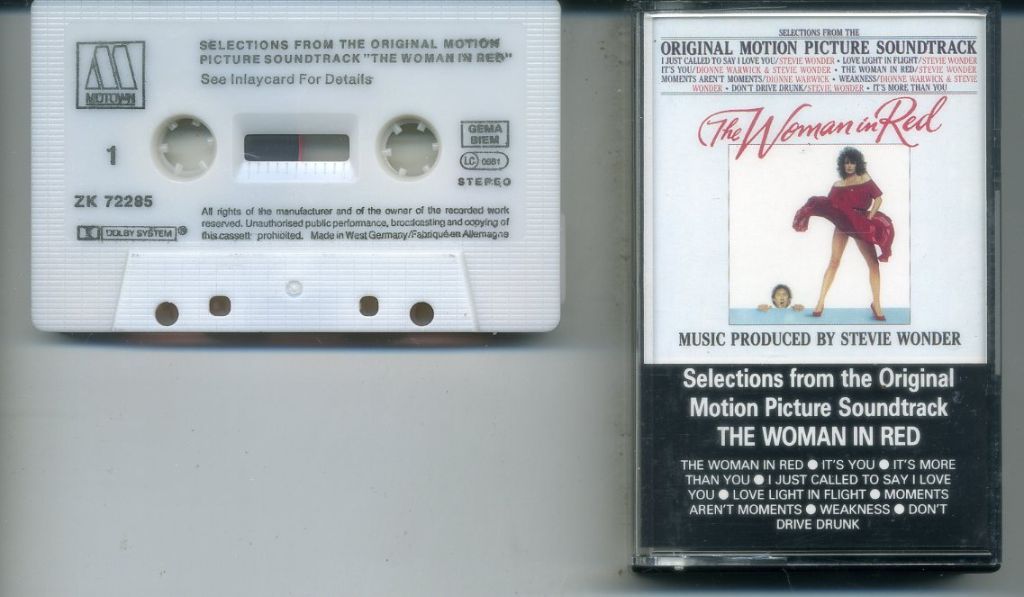 MOTOWN
SELECTIONS FROM THE ORIGINAL MOTION
PICTURE SOUNDTRACK "THE WOMAN IN RED"
See Inlaycard For Details
1
GEMA
BIEM
LC 0981
STEREO
ZK 72285
DOLBY SYSTEM®
All rights of the manufacturer and of the owner of the recorded work
reserved. Unauthorised public performance, broadcasting and copying of
this cassett prohibited. Made in West Germany/Fabriqué en Allemagne
SELECTIONS FROM THE
ORIGINAL MOTION PICTURE SOUNDTRACK
I JUST CALLED TO SAY I LOVE YOU/STEVIE WONDER • LOVE LIGHT IN FLIGHT/STEVIE WONDER
IT'S YOU/DIONNE WARWICK & STEVIE WONDER • THE WOMAN IN RED/STEVIE WONDER
MOMENTS AREN'T MOMENTS/DIONNE WARWICK • WEAKNESS/DIONNE WARWICK & STEVIE
WONDER • DON'T DRIVE DRUNK/STEVIE WONDER • IT'S MORE THAN YOU
The Woman in Red
MUSIC PRODUCED BY STEVIE WONDER
Selections from the Original
Motion Picture Soundtrack
THE WOMAN IN RED
THE WOMAN IN RED ● IT'S YOU ● IT'S MORE
THAN YOU ● I JUST CALLED TO SAY I LOVE
YOU ● LOVE LIGHT IN FLIGHT ● MOMENTS
AREN'T MOMENTS ● WEAKNESS ● DON'T
DRIVE DRUNK